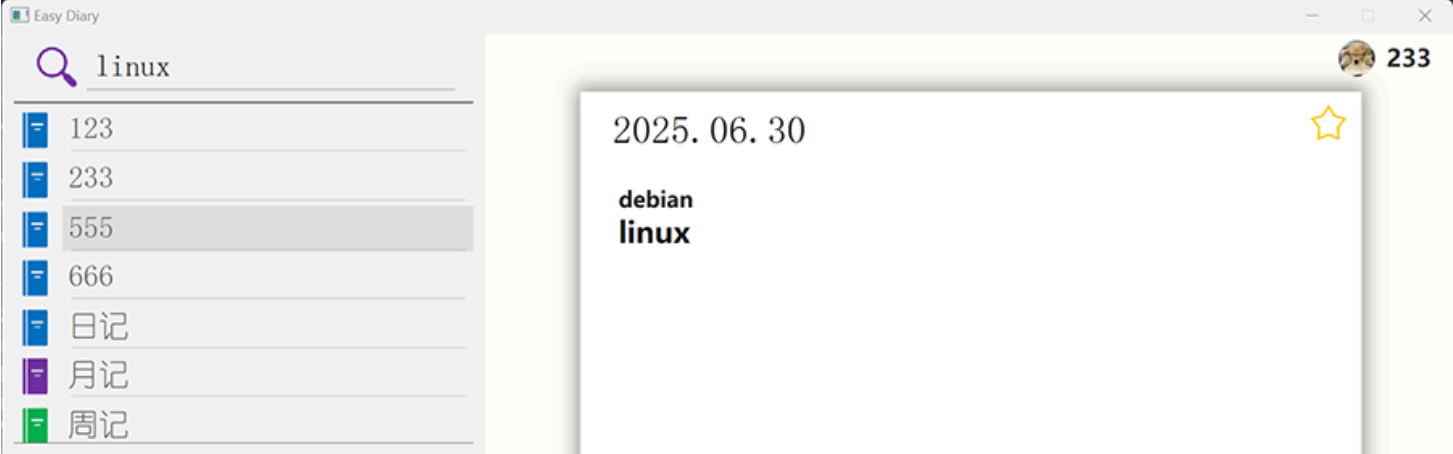 Easy Diary
linux
123
233
555
666
日记
月记
周记
233
2025.06.30
debian
linux